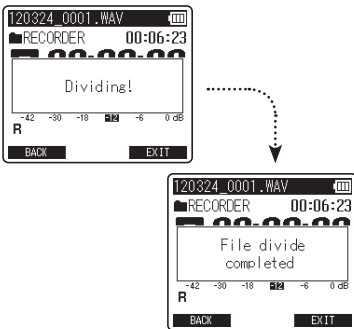 120324_0001.WAV
RECORDER 00:06:23
Dividing!
-42 -30 -18 -12 -6 0 dB
R
BACK EXIT
120324_0001.WAV
RECORDER 00:06:23
File divide
completed
-42 -30 -18 -12 -6 0 dB
R
BACK EXIT